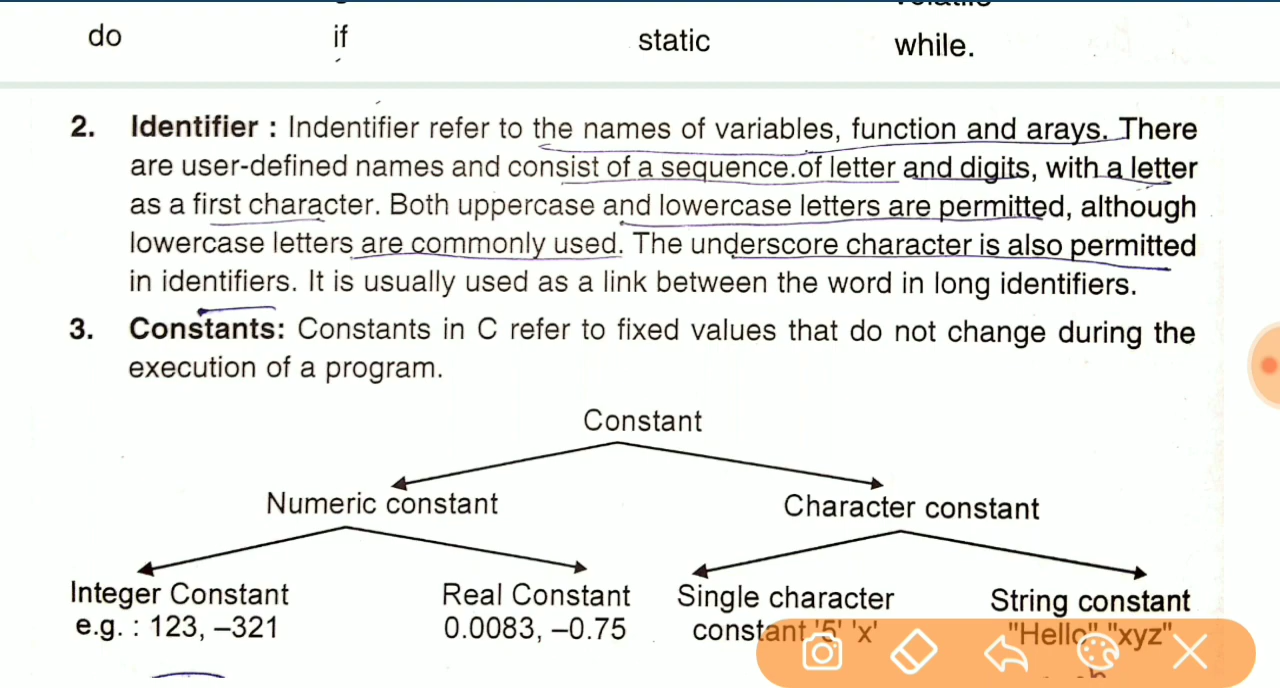 do if static while.
2. Identifier : Indentifier refer to the names of variables, function and arays. There
are user-defined names and consist of a sequence.of letter and digits, with a letter
as a first character. Both uppercase and lowercase letters are permitted, although
lowercase letters are commonly used. The underscore character is also permitted
in identifiers. It is usually used as a link between the word in long identifiers.
3. Constants: Constants in C refer to fixed values that do not change during the
execution of a program.
Constant
Numeric constant Character constant
Integer Constant Real Constant Single character String constant
e.g. : 123, –321 0.0083, –0.75 constant '5' 'x' "Hello" "xyz"